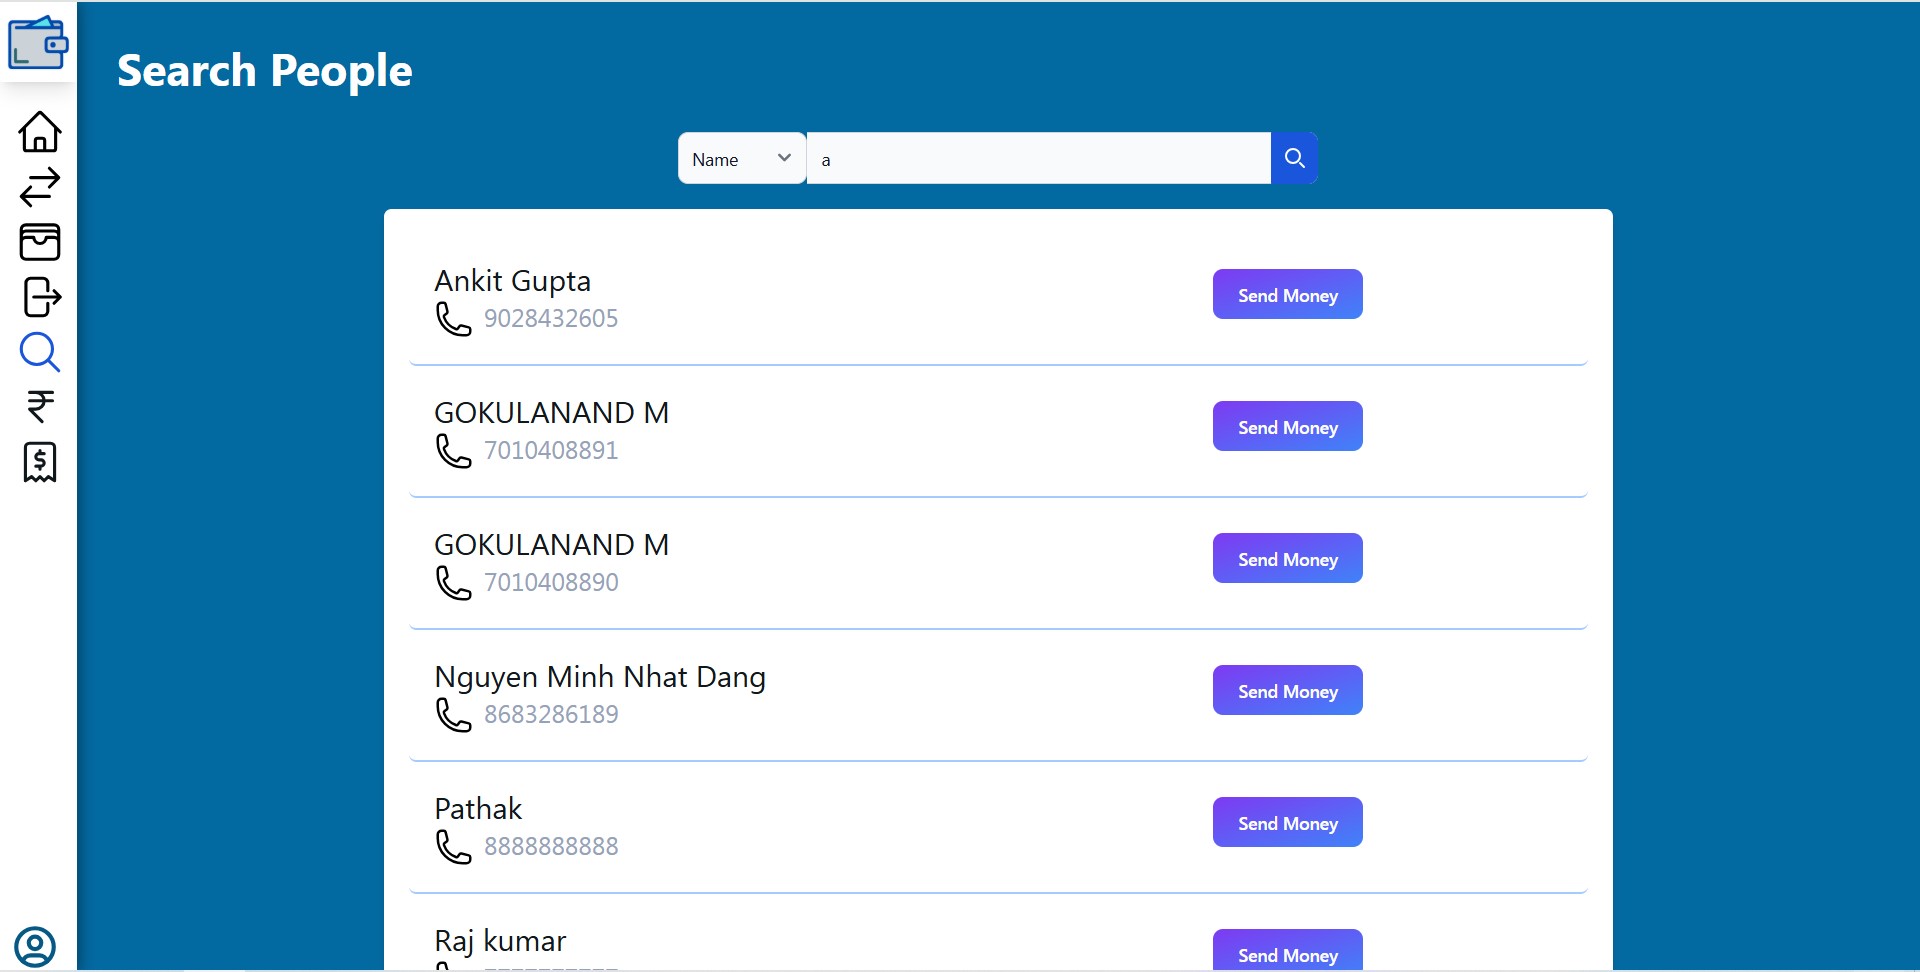 Search People
Name
a
Ankit Gupta
9028432605
Send Money
GOKULANAND M
7010408891
Send Money
GOKULANAND M
7010408890
Send Money
Nguyen Minh Nhat Dang
8683286189
Send Money
Pathak
8888888888
Send Money
Raj kumar
Send Money